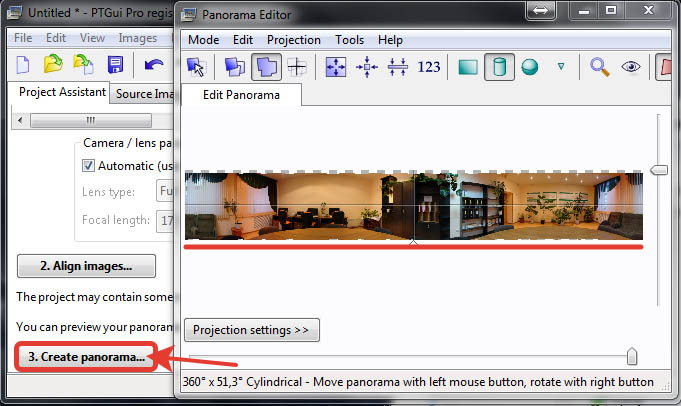 Untitled * - PTGui Pro regis
File Edit View Images
Project Assistant Source Ima
Camera / lens pa
Automatic (us
Lens type: Fu
Focal length: 17
2. Align images...
The project may contain some
You can preview your panoram
3. Create panorama...
Panorama Editor
Mode Edit Projection Tools Help
123
Edit Panorama
Projection settings >>
360° x 51,3° Cylindrical - Move panorama with left mouse button, rotate with right button